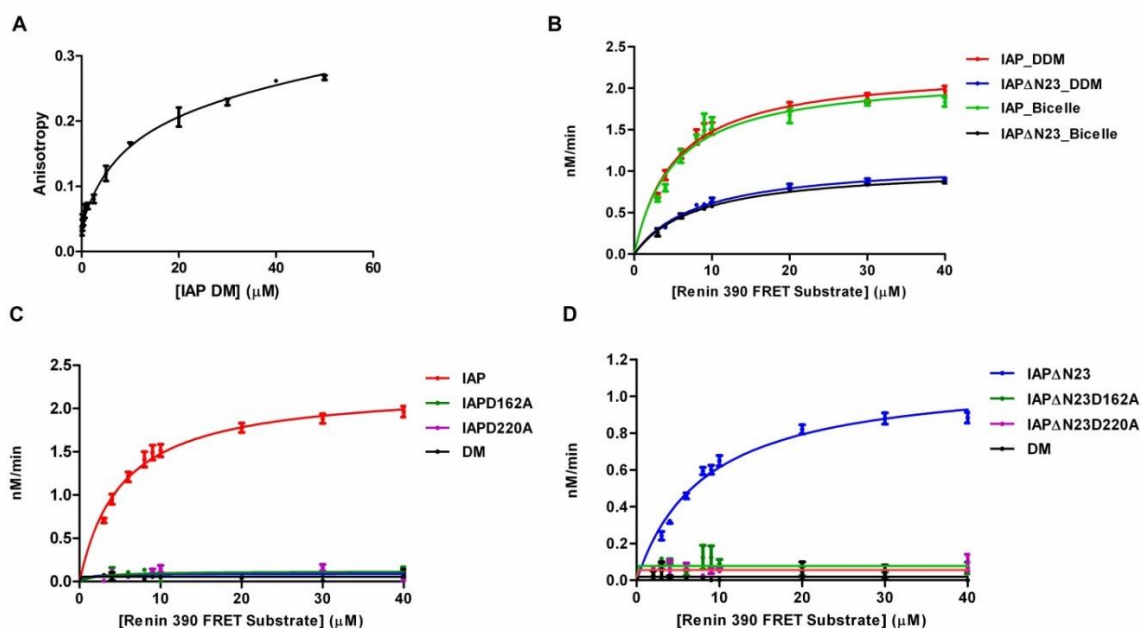 A
0.3
0.2
0.1
0.0
Anisotropy
0
20
40
60
[IAP DM] (μM)
B
2.5
2.0
1.5
1.0
0.5
0.0
nM/min
0
10
20
30
40
[Renin 390 FRET Substrate] (μM)
IAP_DDM
IAPΔN23_DDM
IAP_Bicelle
IAPΔN23_Bicelle
C
2.5
2.0
1.5
1.0
0.5
0.0
nM/min
0
10
20
30
40
[Renin 390 FRET Substrate] (μM)
IAP
IAPD162A
IAPD220A
DM
D
1.2
1.0
0.8
0.6
0.4
0.2
0.0
nM/min
0
10
20
30
40
[Renin 390 FRET Substrate] (μM)
IAPΔN23
IAPΔN23D162A
IAPΔN23D220A
DM